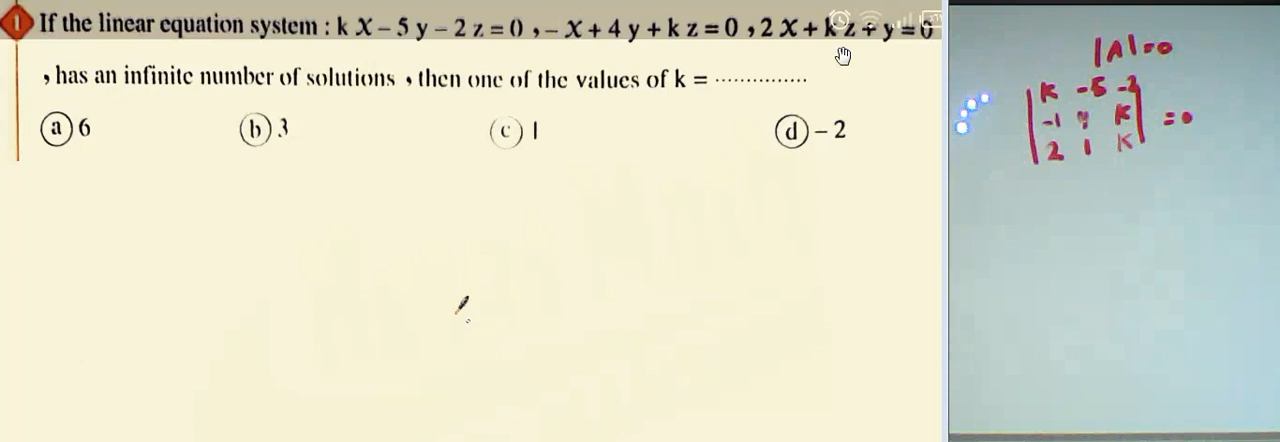 1 If the linear equation system : k X – 5 y – 2 z = 0 , – X + 4 y + k z = 0 , 2 X + k z + y = 0
, has an infinite number of solutions , then one of the values of k = ...............
a 6 b 3 c 1 d – 2
|A|=0
| k -5 -2 |
| -1 4 k | = 0
| 2 1 k |